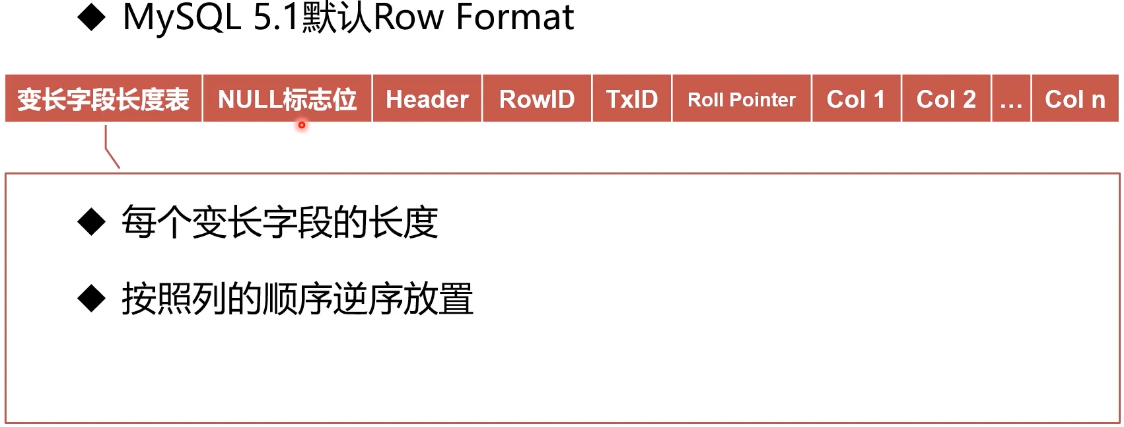 ◆ MySQL 5.1默认Row Format
变长字段长度表 NULL标志位 Header RowID TxID Roll Pointer Col 1 Col 2 ... Col n
◆ 每个变长字段的长度
◆ 按照列的顺序逆序放置